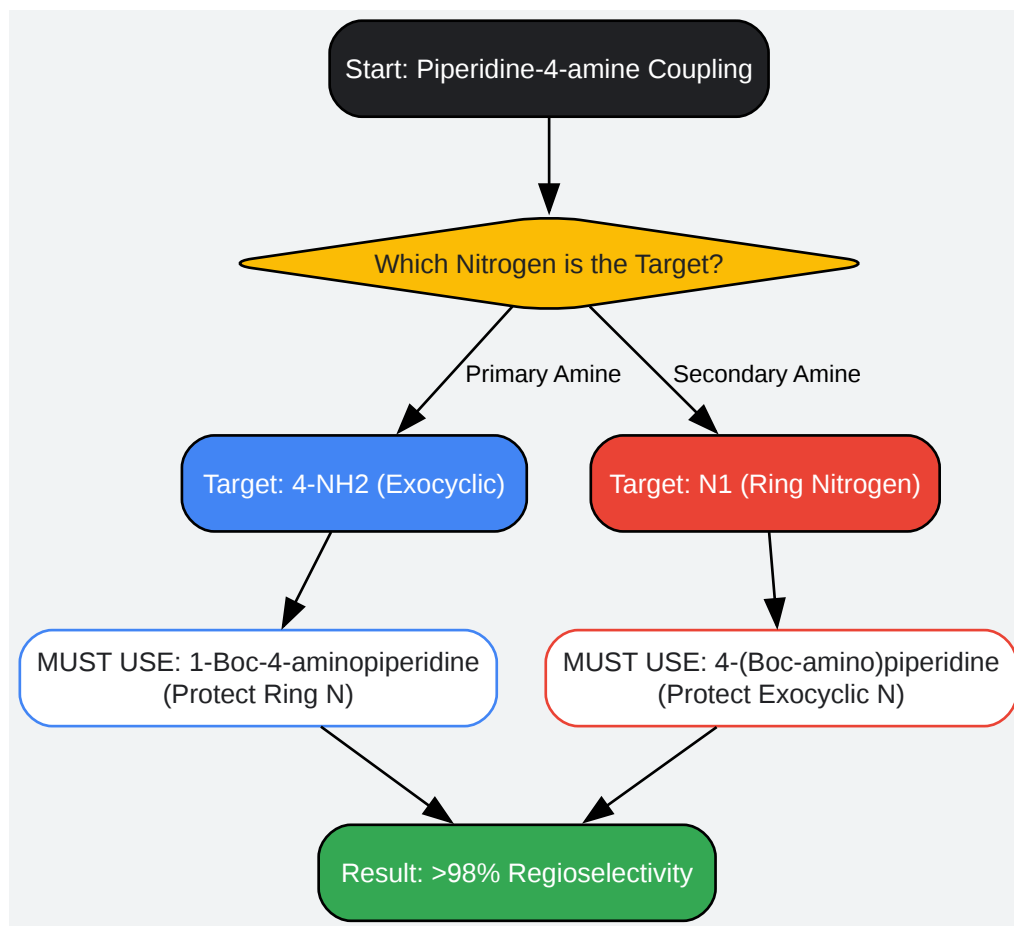 Start: Piperidine-4-amine Coupling
Which Nitrogen is the Target?
Primary Amine
Secondary Amine
Target: 4-NH2 (Exocyclic)
Target: N1 (Ring Nitrogen)
MUST USE: 1-Boc-4-aminopiperidine
(Protect Ring N)
MUST USE: 4-(Boc-amino)piperidine
(Protect Exocyclic N)
Result: >98% Regioselectivity